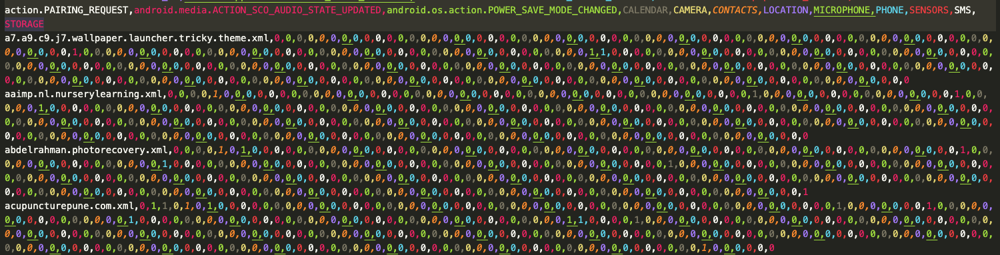 action.PAIRING_REQUEST,android.media.ACTION_SCO_AUDIO_STATE_UPDATED,android.os.action.POWER_SAVE_MODE_CHANGED,CALENDAR,CAMERA,CONTACTS,LOCATION,MICROPHONE,PHONE,SENSORS,SMS,
STORAGE
a7.a9.c9.j7.wallpaper.launcher.tricky.theme.xml,0,0,0,0,0,0,0,0,0,0,0,0,0,0,0,0,0,0,0,0,0,0,0,0,0,0,0,0,0,0,0,0,0,0,0,0,0,0,0,0,0,0,0,0,0,0,0,0,0,0,0,0,0,0,0,0,0,0,0,0,0,0,0,0,
0,0,0,0,0,0,1,0,0,0,0,0,0,0,0,0,0,0,0,0,0,0,0,0,0,0,0,0,0,0,0,0,0,0,0,0,0,0,0,0,0,0,0,0,0,0,0,0,0,0,0,0,1,1,0,0,0,0,0,0,0,0,0,0,0,0,0,0,0,0,0,0,0,0,0,0,0,0,0,0,0,0,0,0,0,0,0,0,
0,0,0,0,0,0,0,0,0,0,0,0,0,0,0,0,0,0,0,0,0,0,0,0,0,0,0,0,0,0,0,0,0,0,0,0,0,0,0,0,0,0,0,0,0,0,0,0,0,0,0,0,0,0,0,0,0,0,0,0,0,0,0,0,0,0,0,0,0,0,0,0,0,0,0,0,0,0,0,0,0,0,0,0,0,0,0,0,
0,0,0,0,0,0,0,0,0,0,0,0,0,0,0,0,0,0,0,0,0,0,0,0,0,0,0,0,0,0,0,0,0,0,0,0,0,0,0,0,0,0,0,0,0,0,0,0,0,0,0,0,0,0,0,0,0,0,0,0,0,0,0,0,0,0,0,0,0,0,0,0,0,0,0,0,0,0,0,0,0
aaimp.nl.nurserylearning.xml,0,0,0,0,1,0,0,0,0,0,0,0,0,0,0,0,0,0,0,0,0,0,0,0,0,0,0,0,0,0,0,0,0,0,0,0,0,0,0,0,0,0,0,0,0,0,0,0,0,0,0,0,1,0,0,0,0,0,0,0,0,0,0,0,0,0,0,0,0,0,1,0,0,
0,0,0,1,0,0,0,0,0,0,0,0,0,0,0,0,0,0,0,0,0,0,0,0,0,0,0,0,0,0,0,0,0,0,0,0,0,0,0,0,0,0,0,0,0,0,0,0,0,0,0,0,0,0,0,0,0,0,0,0,0,0,0,0,0,0,0,0,0,0,0,0,0,0,0,0,0,0,0,0,0,0,0,0,0,0,0,0,
0,0,0,0,0,0,0,0,0,0,0,0,0,0,0,0,0,0,0,0,0,0,0,0,0,0,0,0,0,0,0,0,0,0,0,0,0,0,0,0,0,0,0,0,0,0,0,0,0,0,0,0,0,0,0,0,0,0,0,0,0,0,0,0,0,0,0,0,0,0,0,0,0,0,0,0,0,0,0,0,0,0,0,0,0,0,0,0,
0,0,0,0,0,0,0,0,0,0,0,0,0,0,0,0,0,0,0,0,0,0,0,0,0,0,0,0,0,0,0,0,0,0,0,0,0,0,0,0,0,0,0,0,0,0,0,0,0,0,0,0,0,0,0,0,0,0,0,0,0,0,0,0,0,0,0,0,0,0,0,0
abdelrahman.photorecovery.xml,0,0,0,0,1,0,1,0,0,0,0,0,0,0,0,0,0,0,0,0,0,0,0,0,0,0,0,0,0,0,0,0,0,0,0,0,0,0,0,0,0,0,0,0,0,0,0,0,0,0,0,0,0,0,0,0,0,0,0,0,0,0,0,0,0,0,0,0,0,0,1,0,0,
0,0,0,0,0,0,0,0,0,0,0,0,0,0,1,0,0,0,0,0,0,0,0,0,0,0,0,0,0,0,0,0,0,0,0,0,0,0,0,0,0,0,0,0,0,0,0,0,0,0,0,0,0,0,0,0,0,0,0,1,0,0,0,0,0,0,0,0,0,0,0,0,0,0,0,0,0,0,0,0,0,0,0,0,0,0,0,0,
0,0,0,0,0,0,0,0,0,0,0,0,0,0,0,0,0,0,0,0,0,0,0,0,0,0,0,0,0,0,0,0,0,0,0,0,0,0,0,0,0,0,0,0,0,0,0,0,0,0,0,0,0,0,0,0,0,0,0,0,0,0,0,0,0,0,0,0,0,0,0,0,0,0,0,0,0,0,0,0,0,0,0,0,0,0,0,0,
0,0,0,0,0,0,0,0,0,0,0,0,0,0,0,0,0,0,0,0,0,0,0,0,0,0,0,0,0,0,0,0,0,0,0,0,0,0,0,0,0,0,0,0,0,0,0,0,0,0,0,0,0,0,0,0,0,0,0,0,0,0,0,0,0,0,0,0,0,0,0,1
acupuncturepune.com.xml,0,1,1,0,1,0,1,0,0,0,0,0,0,0,0,0,0,0,0,0,0,0,0,0,0,0,0,0,0,0,0,0,0,0,0,0,0,0,0,0,0,0,0,0,0,0,0,0,0,0,0,0,0,0,0,0,0,0,0,0,0,0,1,0,0,0,0,0,0,0,1,0,0,0,0,0,
0,0,0,0,0,0,0,0,0,0,0,1,0,0,0,0,0,0,0,0,0,0,0,0,0,0,0,0,0,0,0,0,0,0,0,0,0,0,0,0,0,0,0,0,0,0,0,0,0,0,1,1,0,0,0,0,1,0,0,0,0,0,0,0,0,0,0,0,0,0,0,0,0,0,0,0,0,0,0,0,0,0,0,0,0,0,0,0,
0,0,0,0,0,0,0,0,0,0,0,0,0,0,0,0,0,0,0,0,0,0,0,0,0,0,0,0,0,0,0,0,0,0,0,0,0,0,0,0,0,0,0,0,0,0,0,0,0,0,0,0,0,0,0,0,0,0,0,0,0,0,0,0,0,0,0,0,0,0,0,0,0,0,0,0,0,0,0,0,0,0,0,0,0,0,0,0,
0,0,0,0,0,0,0,0,0,0,0,0,0,0,0,0,0,0,0,0,0,0,0,0,0,0,0,0,0,0,0,0,0,0,0,0,0,0,0,0,0,0,0,0,0,0,0,0,0,0,0,0,0,0,0,0,0,0,0,0,0,0,1,0,0,0,0,0,0